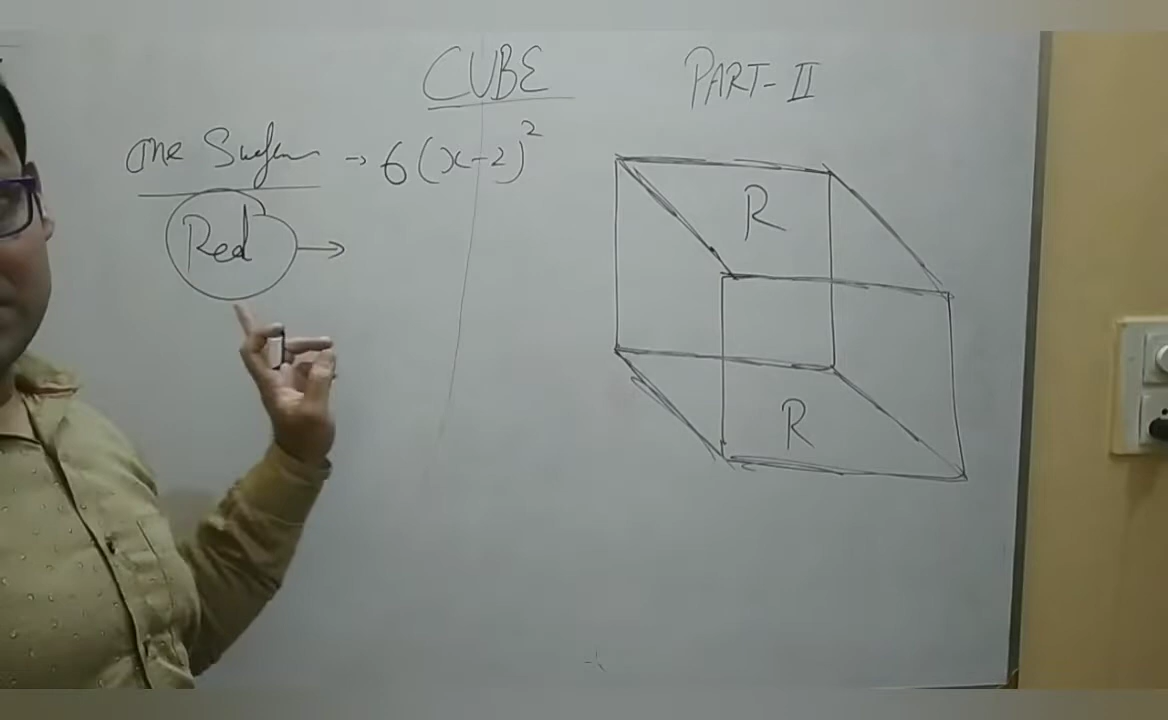 CUBE
PART-II
One Surface → 6(x-2)²
Red →
R
R